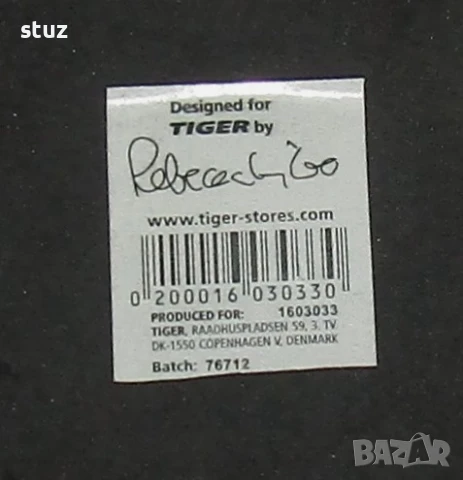 stuz
Designed for
TIGER by
www.tiger-stores.com
0 200016 030330
PRODUCED FOR: 1603033
TIGER, RAADHUSPLADSEN 59, 3. TV
DK-1550 COPENHAGEN V, DENMARK
Batch: 76712
BAZAR